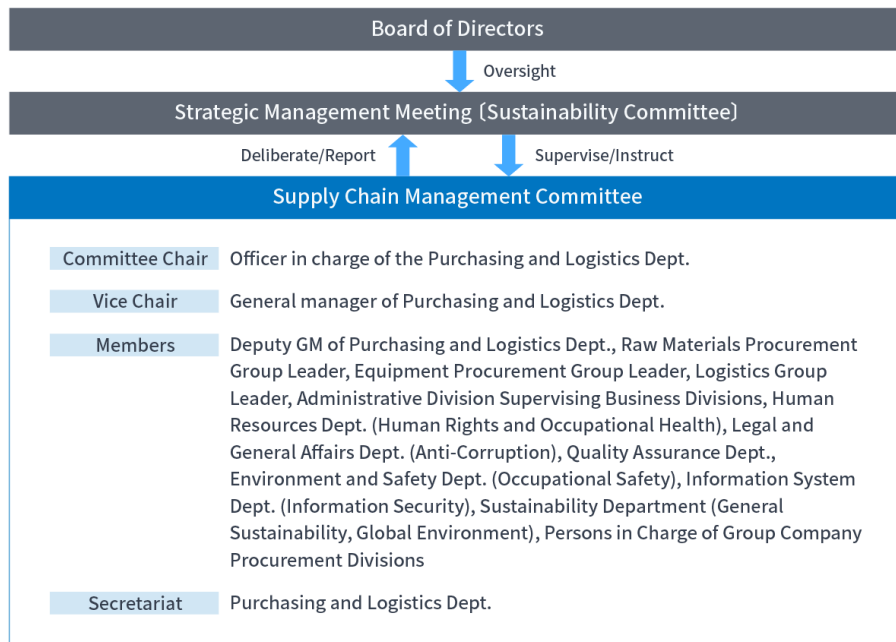 Board of Directors
Oversight
Strategic Management Meeting〔Sustainability Committee〕
Deliberate/Report
Supervise/Instruct
Supply Chain Management Committee
Committee Chair
Officer in charge of the Purchasing and Logistics Dept.
Vice Chair
General manager of Purchasing and Logistics Dept.
Members
Deputy GM of Purchasing and Logistics Dept., Raw Materials Procurement
Group Leader, Equipment Procurement Group Leader, Logistics Group
Leader, Administrative Division Supervising Business Divisions, Human
Resources Dept. (Human Rights and Occupational Health), Legal and
General Affairs Dept. (Anti-Corruption), Quality Assurance Dept.,
Environment and Safety Dept. (Occupational Safety), Information System
Dept. (Information Security), Sustainability Department (General
Sustainability, Global Environment), Persons in Charge of Group Company
Procurement Divisions
Secretariat
Purchasing and Logistics Dept.